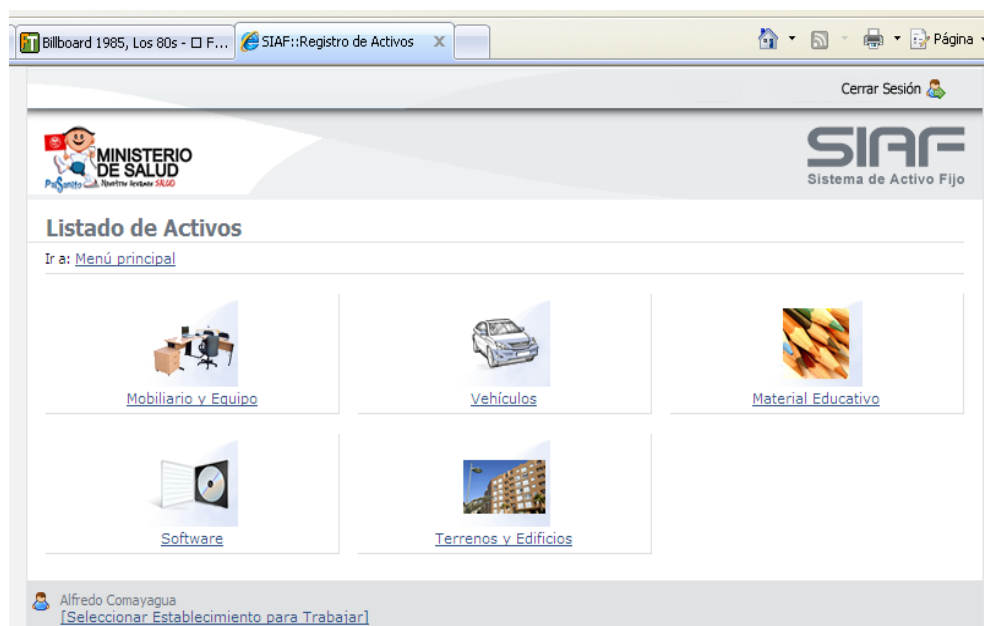 Billboard 1985, Los 80s - □ F...
SIAF::Registro de Activos
X
Página
Cerrar Sesión
MINISTERIO
DE SALUD
SIAF
Sistema de Activo Fijo
Listado de Activos
Ir a: Menú principal
Mobiliario y Equipo
Vehículos
Material Educativo
Software
Terrenos y Edificios
Alfredo Comayagua
[Seleccionar Establecimiento para Trabajar]